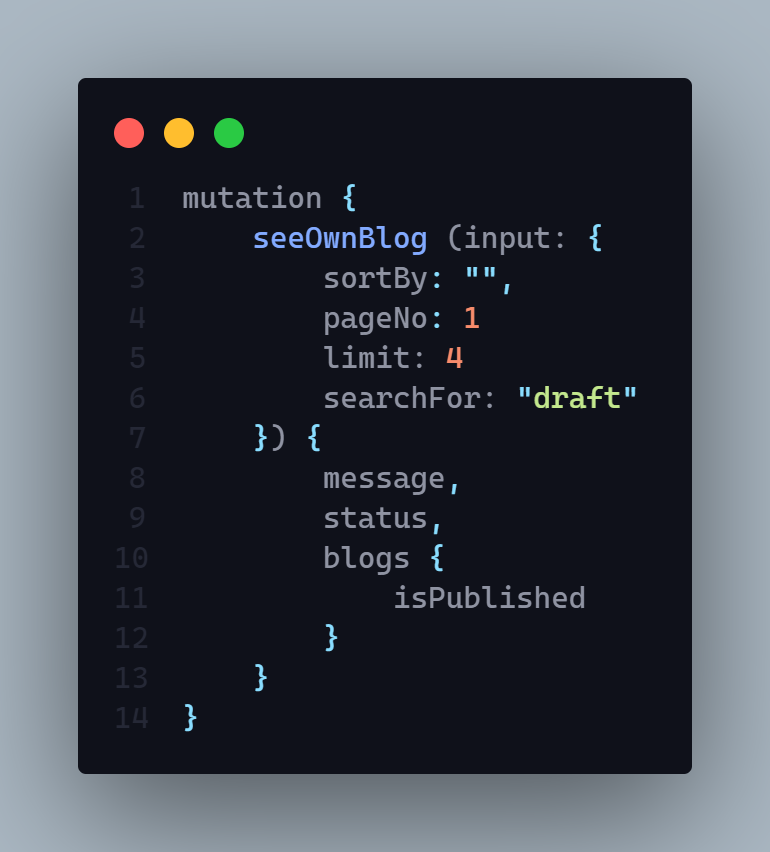 1 mutation {
2 seeOwnBlog (input: {
3 sortBy: "",
4 pageNo: 1
5 limit: 4
6 searchFor: "draft"
7 }) {
8 message,
9 status,
10 blogs {
11 isPublished
12 }
13 }
14 }